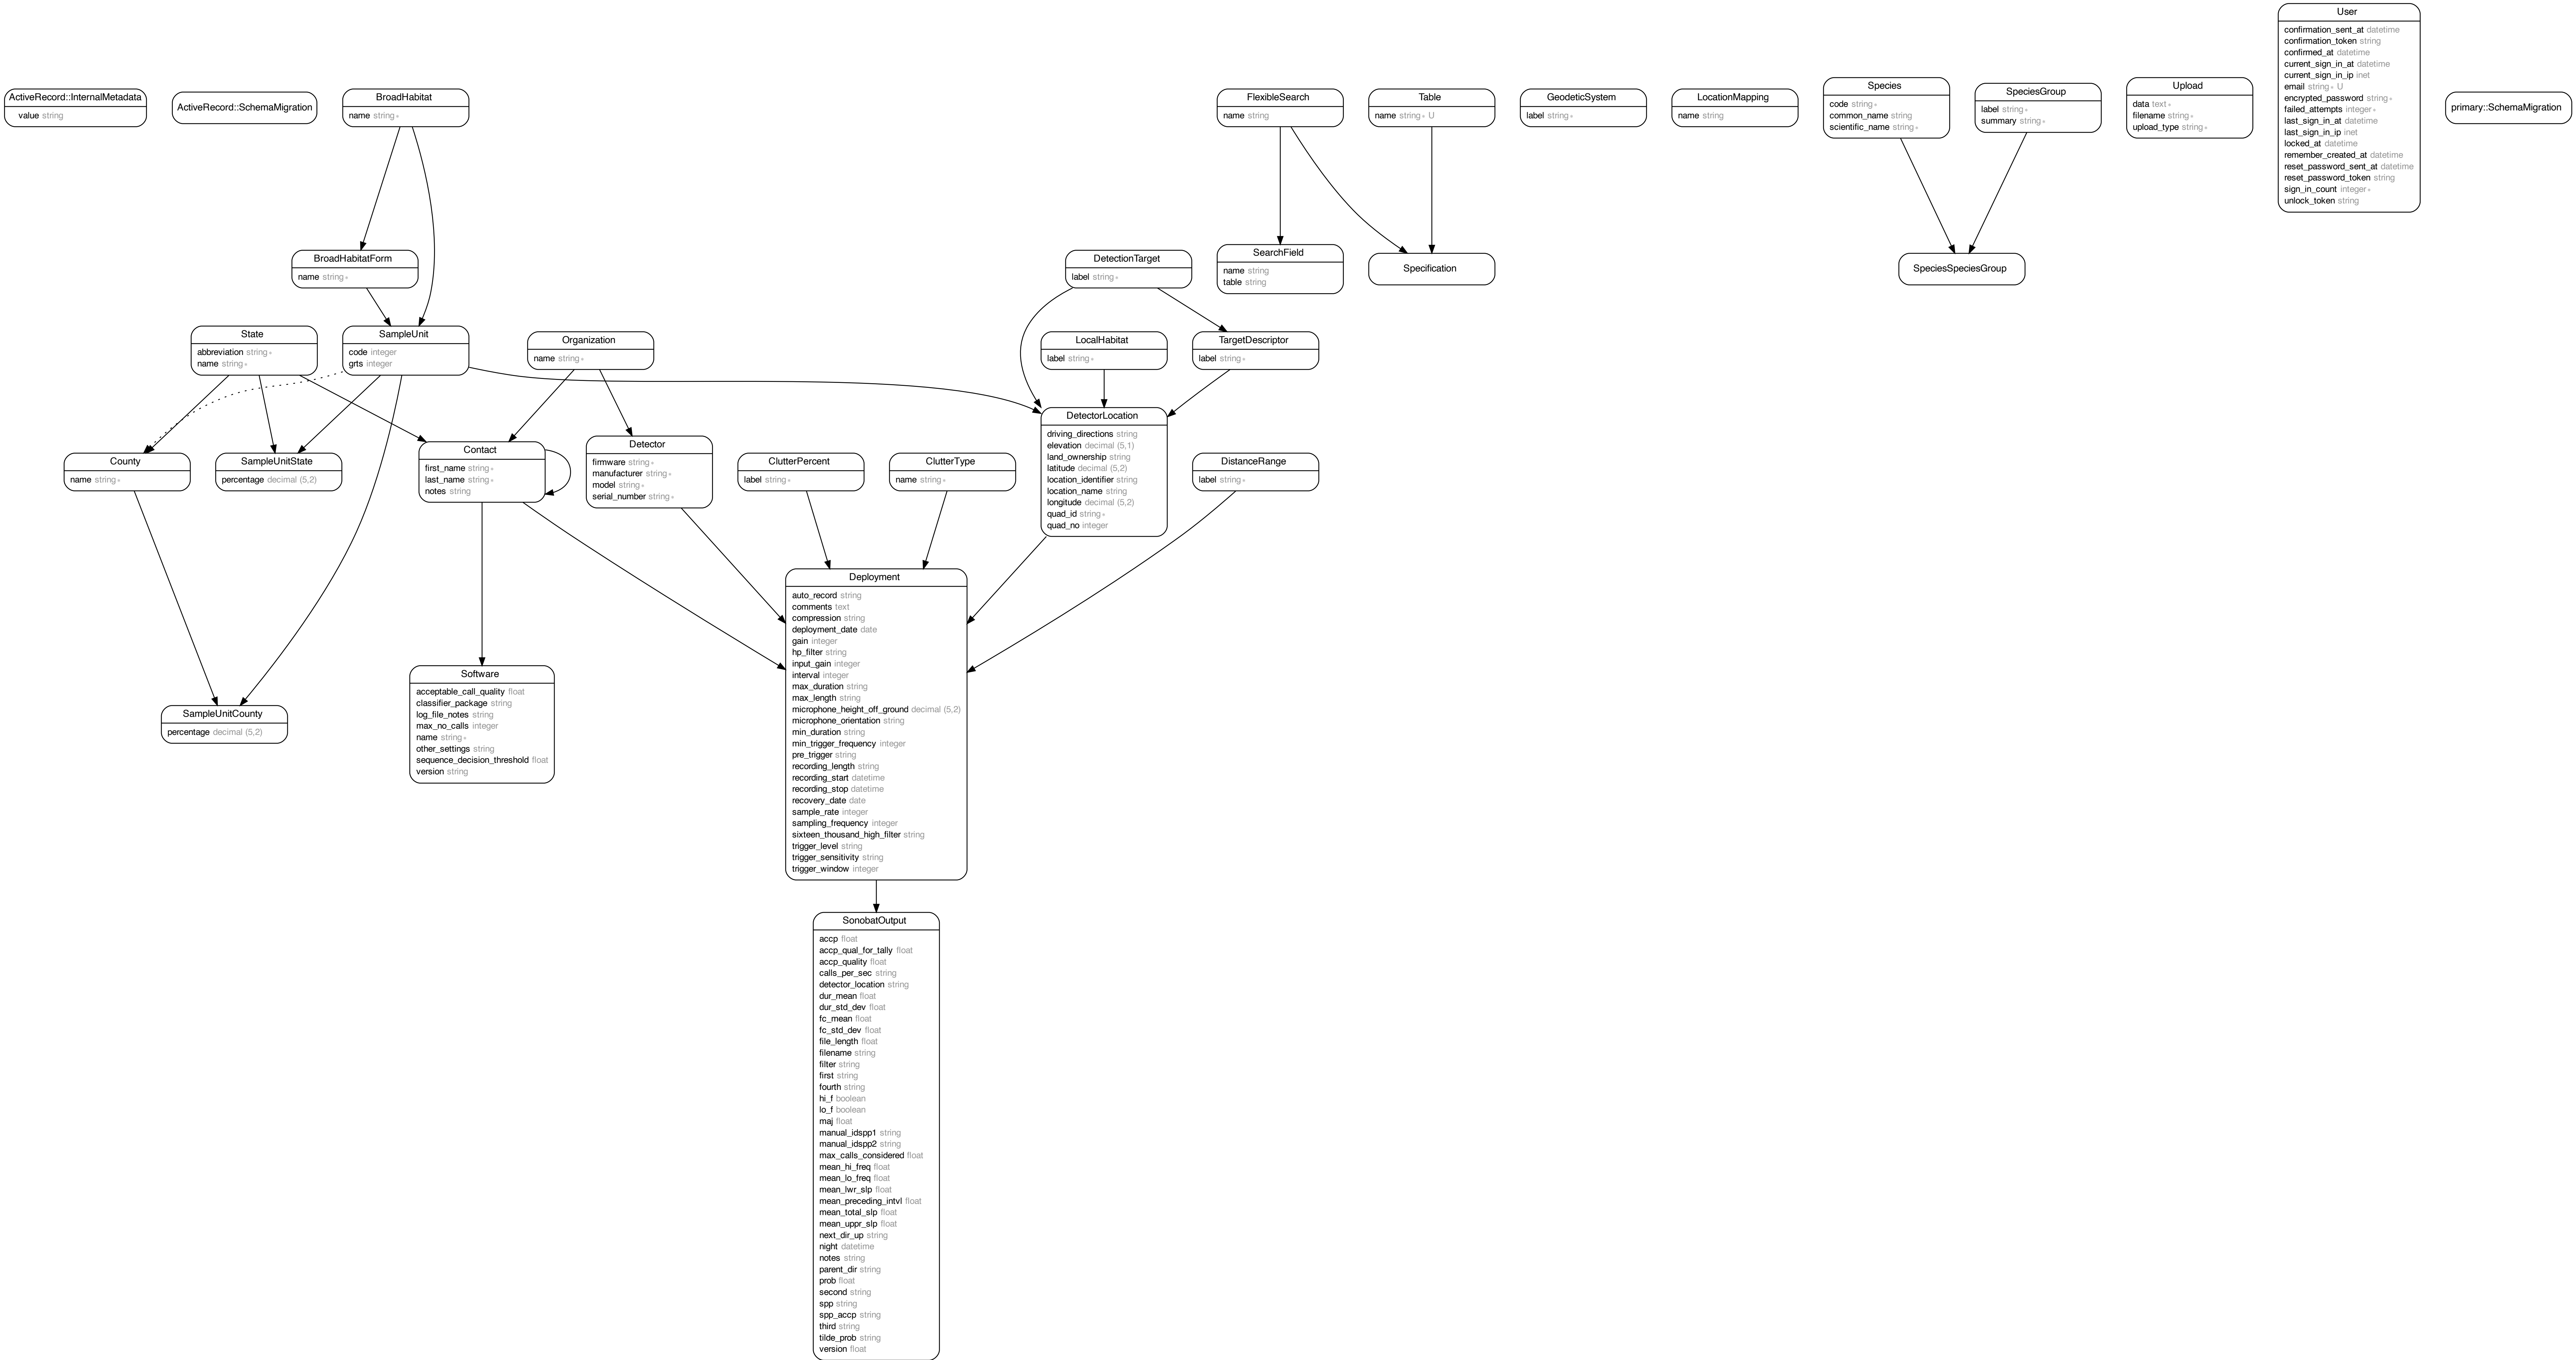 User
confirmation_sent_at datetime
confirmation_token string
confirmed_at datetime
current_sign_in_at datetime
current_sign_in_ip inet
email string ∗ U
encrypted_password string ∗
failed_attempts integer ∗
last_sign_in_at datetime
last_sign_in_ip inet
locked_at datetime
remember_created_at datetime
reset_password_sent_at datetime
reset_password_token string
sign_in_count integer ∗
unlock_token string
ActiveRecord::InternalMetadata
value string
ActiveRecord::SchemaMigration
BroadHabitat
name string ∗
FlexibleSearch
name string
Table
name string ∗ U
GeodeticSystem
label string ∗
LocationMapping
name string
Species
code string ∗
common_name string
scientific_name string ∗
SpeciesGroup
label string ∗
summary string ∗
Upload
data text ∗
filename string ∗
upload_type string ∗
primary::SchemaMigration
BroadHabitatForm
name string ∗
DetectionTarget
label string ∗
SearchField
name string
table string
Specification
SpeciesSpeciesGroup
State
abbreviation string ∗
name string ∗
SampleUnit
code integer
grts integer
Organization
name string ∗
LocalHabitat
label string ∗
TargetDescriptor
label string ∗
County
name string ∗
SampleUnitState
percentage decimal (5,2)
Contact
first_name string ∗
last_name string ∗
notes string
Detector
firmware string ∗
manufacturer string ∗
model string ∗
serial_number string ∗
ClutterPercent
label string ∗
ClutterType
name string ∗
DetectorLocation
driving_directions string
elevation decimal (5,1)
land_ownership string
latitude decimal (5,2)
location_identifier string
location_name string
longitude decimal (5,2)
quad_id string ∗
quad_no integer
DistanceRange
label string ∗
SampleUnitCounty
percentage decimal (5,2)
Software
acceptable_call_quality float
classifier_package string
log_file_notes string
max_no_calls integer
name string ∗
other_settings string
sequence_decision_threshold float
version string
Deployment
auto_record string
comments text
compression string
deployment_date date
gain integer
hp_filter string
input_gain integer
interval integer
max_duration string
max_length string
microphone_height_off_ground decimal (5,2)
microphone_orientation string
min_duration string
min_trigger_frequency integer
pre_trigger string
recording_length string
recording_start datetime
recording_stop datetime
recovery_date date
sample_rate integer
sampling_frequency integer
sixteen_thousand_high_filter string
trigger_level string
trigger_sensitivity string
trigger_window integer
SonobatOutput
accp float
accp_qual_for_tally float
accp_quality float
calls_per_sec string
detector_location string
dur_mean float
dur_std_dev float
fc_mean float
fc_std_dev float
file_length float
filename string
filter string
first string
fourth string
hi_f boolean
lo_f boolean
maj float
manual_idspp1 string
manual_idspp2 string
max_calls_considered float
mean_hi_freq float
mean_lo_freq float
mean_lwr_slp float
mean_preceding_intvl float
mean_total_slp float
mean_uppr_slp float
next_dir_up string
night datetime
notes string
parent_dir string
prob float
second string
spp string
spp_accp string
third string
tilde_prob string
version float